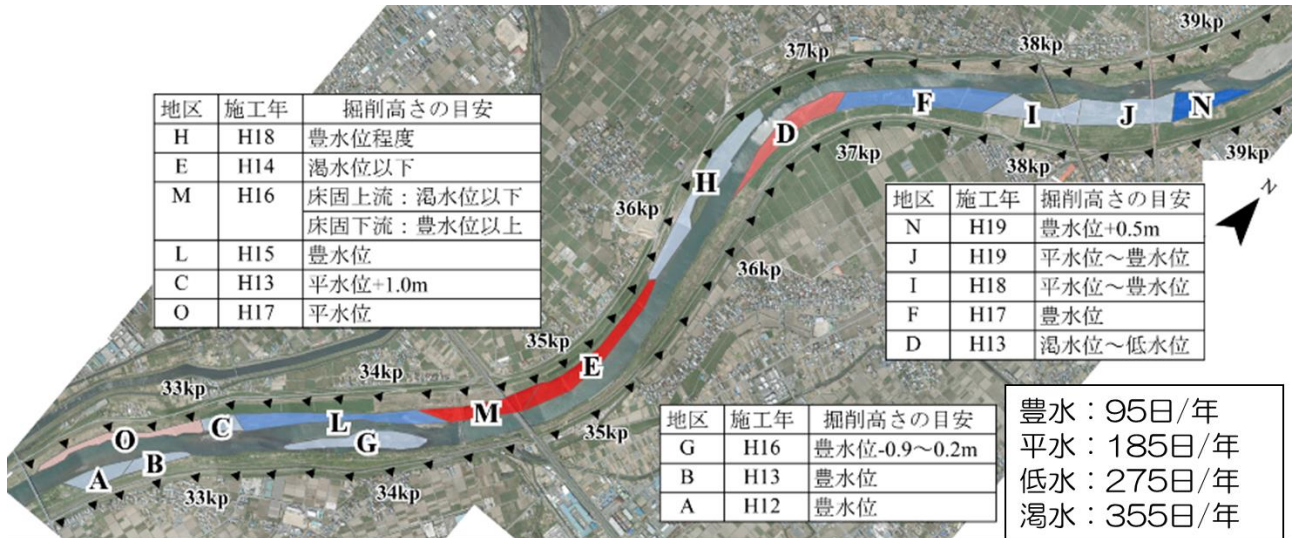 37kp
38kp
39kp
地区 施工年 掘削高さの目安
H H18 豊水位程度
E H14 渇水位以下
M H16 床固上流：渇水位以下
床固下流：豊水位以上
L H15 豊水位
C H13 平水位+1.0m
O H17 平水位
F
I
J
N
D
37kp
38kp
39kp
N
H
36kp
36kp
地区 施工年 掘削高さの目安
N H19 豊水位+0.5m
J H19 平水位～豊水位
I H18 平水位～豊水位
F H17 豊水位
D H13 渇水位～低水位
33kp
34kp
35kp
E
M
O
C
L
G
A
B
33kp
34kp
35kp
地区 施工年 掘削高さの目安
G H16 豊水位-0.9～0.2m
B H13 豊水位
A H12 豊水位
豊水：95日/年
平水：185日/年
低水：275日/年
渇水：355日/年